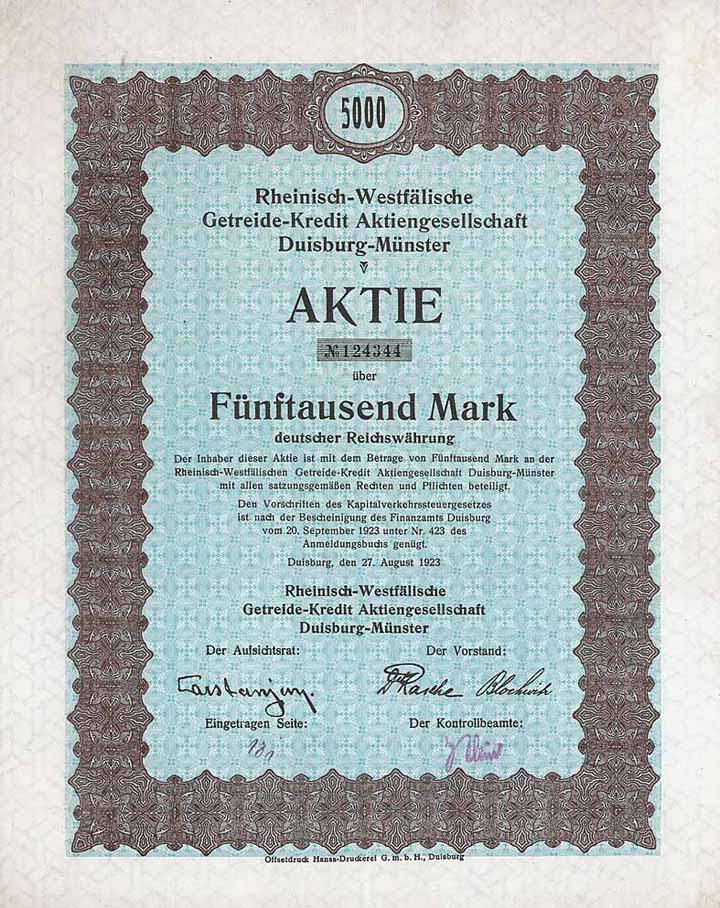 5000
Rheinisch-Westfälische
Getreide-Kredit Aktiengesellschaft
Duisburg-Münster
AKTIE
№124344
über
Fünftausend Mark
deutscher Reichswährung
Der Inhaber dieser Aktie ist mit dem Betrage von Fünftausend Mark an der
Rheinisch-Westfälischen Getreide-Kredit Aktiengesellschaft Duisburg-Münster
mit allen satzungsgemäßen Rechten und Pflichten beteiligt.
Den Vorschriften des Kapitalverkehrssteuergesetzes
ist nach der Bescheinigung des Finanzamts Duisburg
vom 20. September 1923 unter Nr. 423 des
Anmeldungsbuchs genügt.
Duisburg, den 27. August 1923
Rheinisch-Westfälische
Getreide-Kredit Aktiengesellschaft
Duisburg-Münster
Der Aufsichtsrat: Der Vorstand:
Eingetragen Seite: Der Kontrollbeamte:
Offsetdruck Hansa-Druckerei G. m. b. H., Duisburg